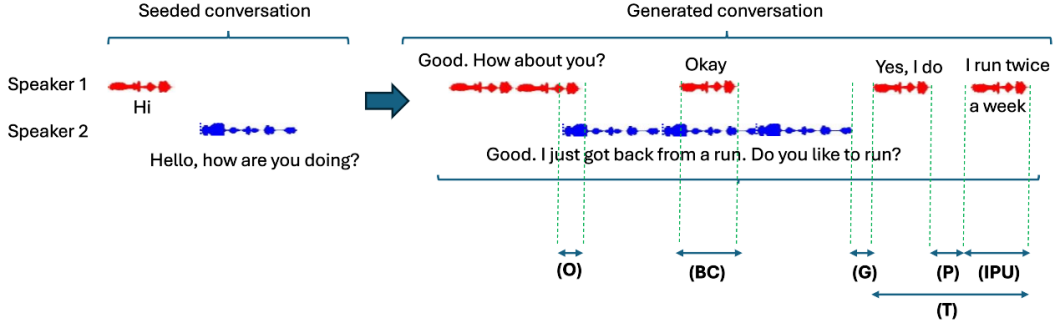 Seeded conversation
Generated conversation
Good. How about you?
Okay
Yes, I do
I run twice
a week
Speaker 1
Hi
Speaker 2
Hello, how are you doing?
Good. I just got back from a run. Do you like to run?
(O)
(BC)
(G)
(P)
(IPU)
(T)